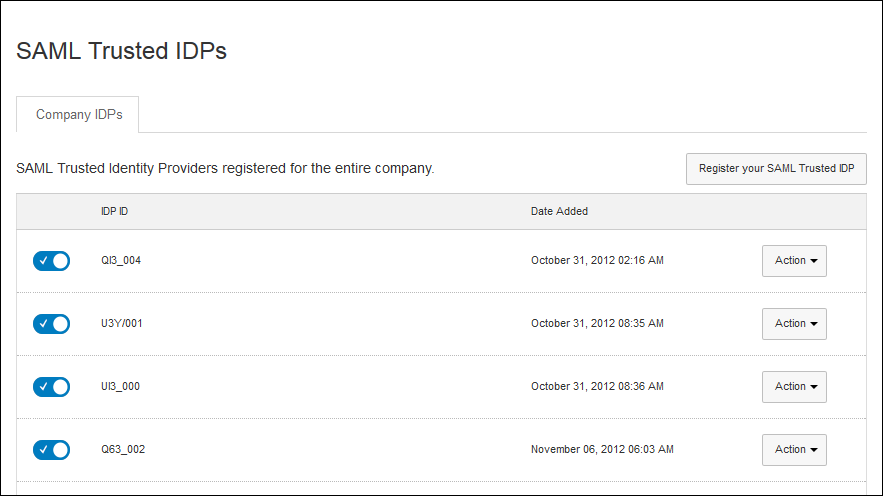 SAML Trusted IDPs
Company IDPs
SAML Trusted Identity Providers registered for the entire company.
Register your SAML Trusted IDP
IDP ID Date Added
QI3_004 October 31, 2012 02:16 AM Action
U3Y/001 October 31, 2012 08:35 AM Action
UI3_000 October 31, 2012 08:36 AM Action
Q63_002 November 06, 2012 06:03 AM Action